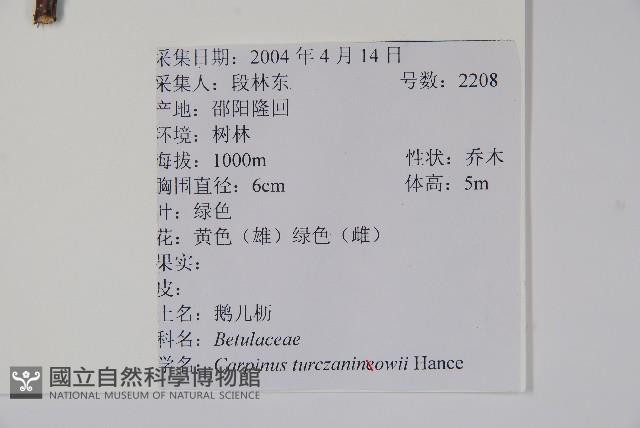 采集日期：2004 年 4 月 14 日
采集人：段林东 号数：2208
产地：邵阳隆回
环境：树林
海拔：1000m 性状：乔木
胸围直径：6cm 体高：5m
叶：绿色
花：黄色（雄）绿色（雌）
果实：
皮：
土名：鹅儿枥
科名：Betulaceae
学名：Carpinus turczaninxowii Hance
國立自然科學博物館
NATIONAL MUSEUM OF NATURAL SCIENCE